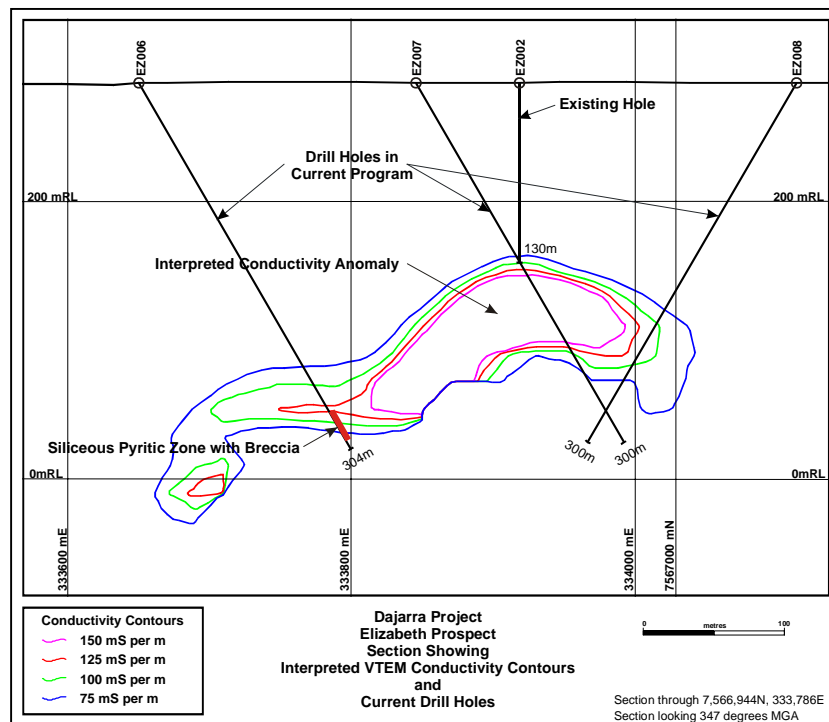 EZ006
EZ007
EZ002
EZ008
Existing Hole
Drill Holes in
Current Program
200 mRL
200 mRL
130m
Interpreted Conductivity Anomaly
Siliceous Pyritic Zone with Breccia
304m
300m
300m
0mRL
0mRL
333600 mE
333800 mE
334000 mE
7567000 mN
Conductivity Contours
150 mS per m
125 mS per m
100 mS per m
75 mS per m
Dajarra Project
Elizabeth Prospect
Section Showing
Interpreted VTEM Conductivity Contours
and
Current Drill Holes
0 metres 100
Section through 7,566,944N, 333,786E
Section looking 347 degrees MGA